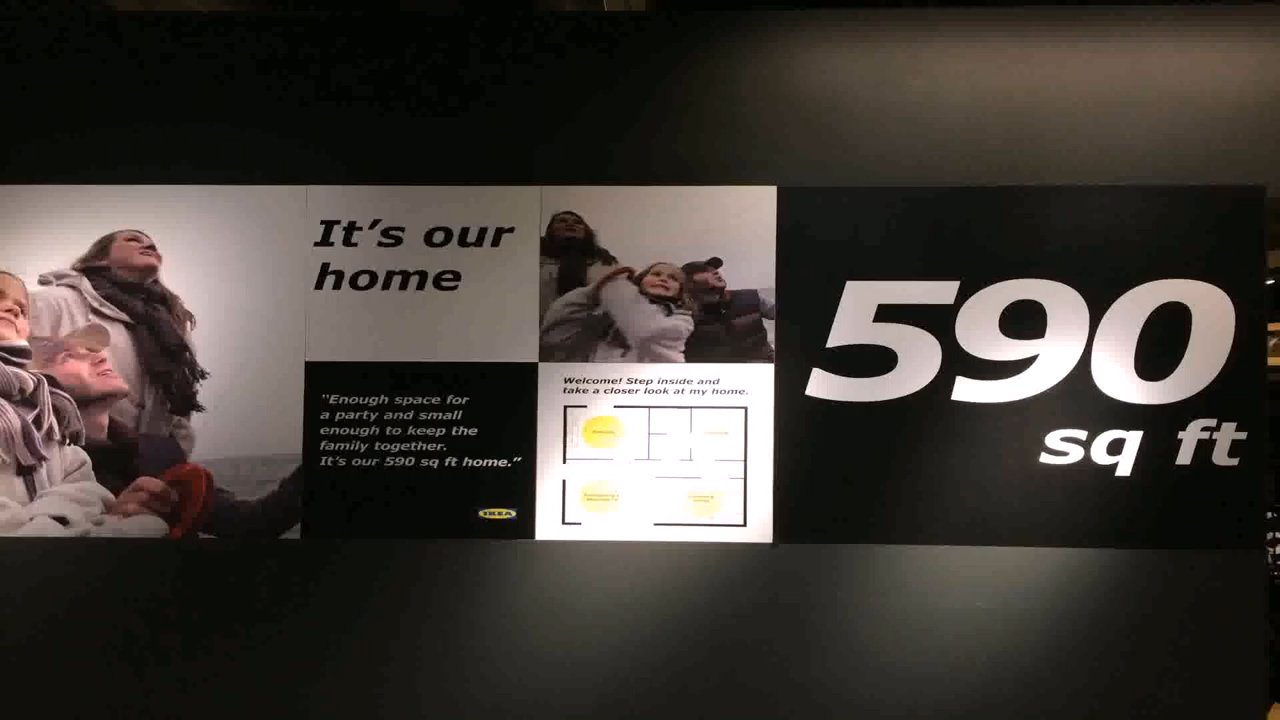 It's our
home
"Enough space for
a party and small
enough to keep the
family together.
It's our 590 sq ft home."
IKEA
Welcome! Step inside and
take a closer look at my home.
590
sq ft